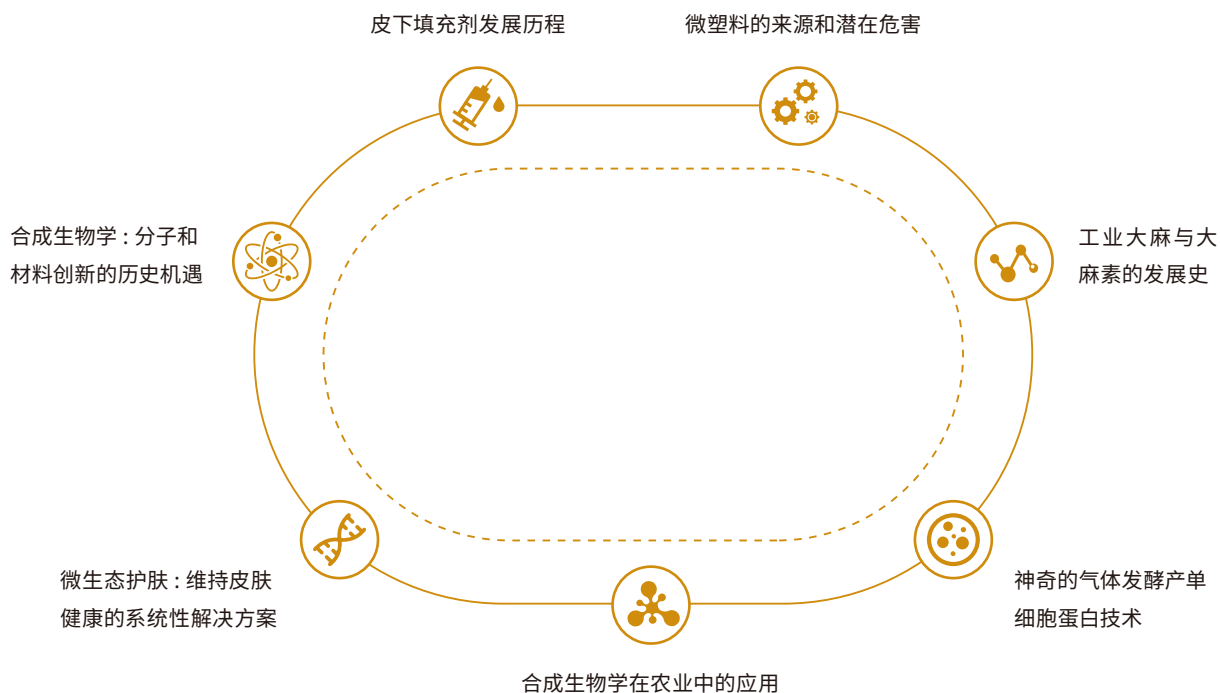 皮下填充剂发展历程
微塑料的来源和潜在危害
合成生物学 : 分子和
材料创新的历史机遇
工业大麻与大
麻素的发展史
微生态护肤 : 维持皮肤
健康的系统性解决方案
神奇的气体发酵产单
细胞蛋白技术
合成生物学在农业中的应用